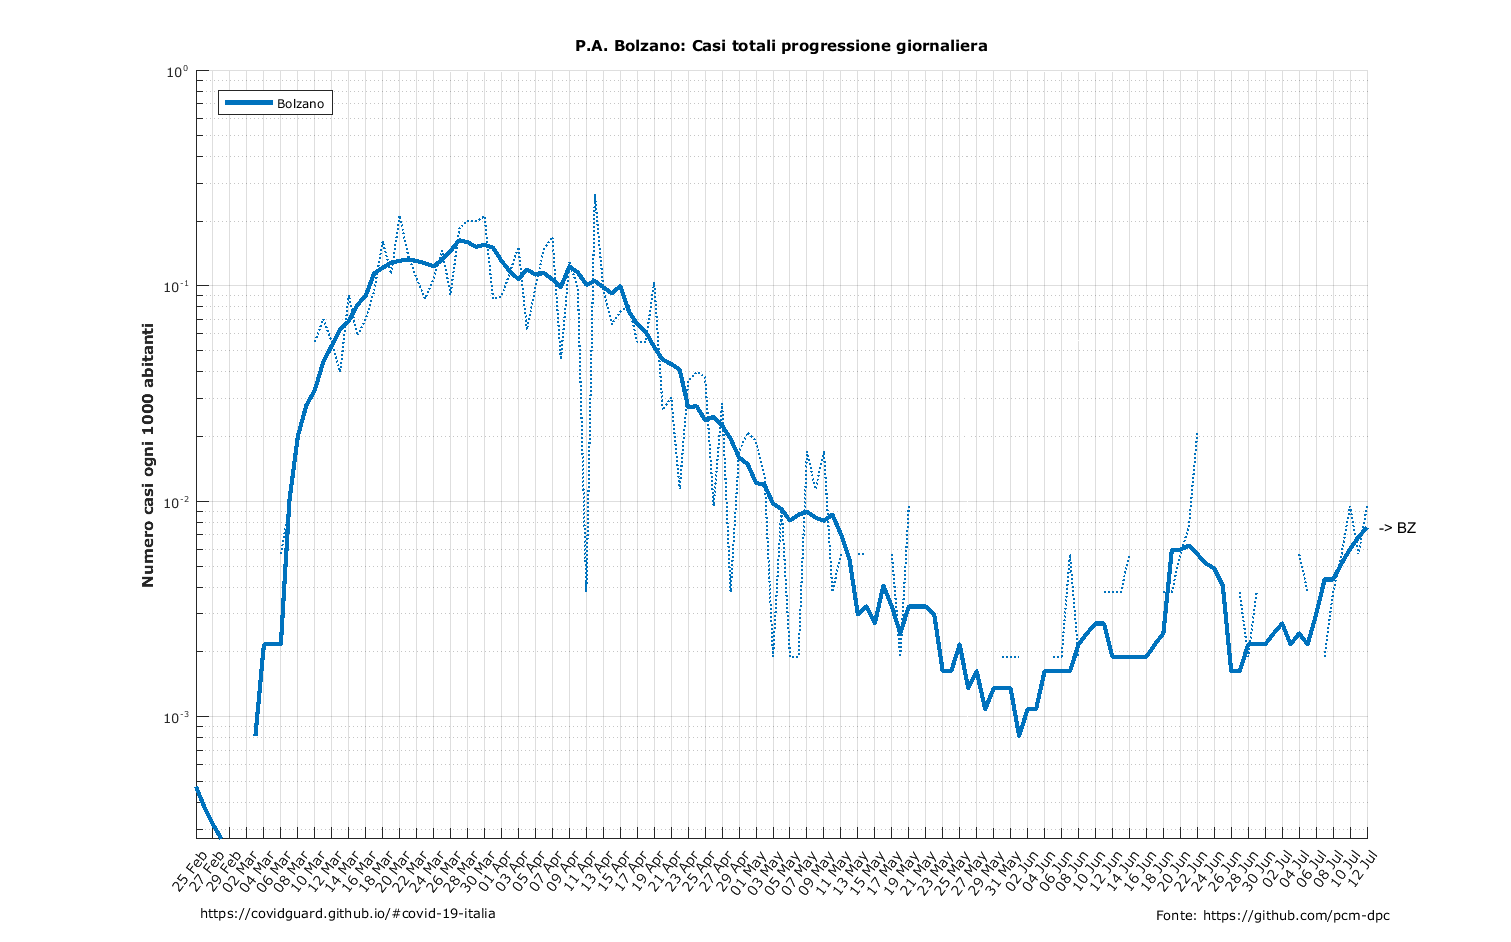 P.A. Bolzano: Casi totali progressione giornaliera
10^0
Bolzano
10^-1
10^-2
10^-3
Numero casi ogni 1000 abitanti
-> BZ
25 Feb
27 Feb
29 Feb
02 Mar
04 Mar
06 Mar
08 Mar
10 Mar
12 Mar
14 Mar
16 Mar
18 Mar
20 Mar
22 Mar
24 Mar
26 Mar
28 Mar
30 Mar
01 Apr
03 Apr
05 Apr
07 Apr
09 Apr
11 Apr
13 Apr
15 Apr
17 Apr
19 Apr
21 Apr
23 Apr
25 Apr
27 Apr
29 Apr
01 May
03 May
05 May
07 May
09 May
11 May
13 May
15 May
17 May
19 May
21 May
23 May
25 May
27 May
29 May
31 May
02 Jun
04 Jun
06 Jun
08 Jun
10 Jun
12 Jun
14 Jun
16 Jun
18 Jun
20 Jun
22 Jun
24 Jun
26 Jun
28 Jun
30 Jun
02 Jul
04 Jul
06 Jul
08 Jul
10 Jul
12 Jul
https://covidguard.github.io/#covid-19-italia
Fonte: https://github.com/pcm-dpc